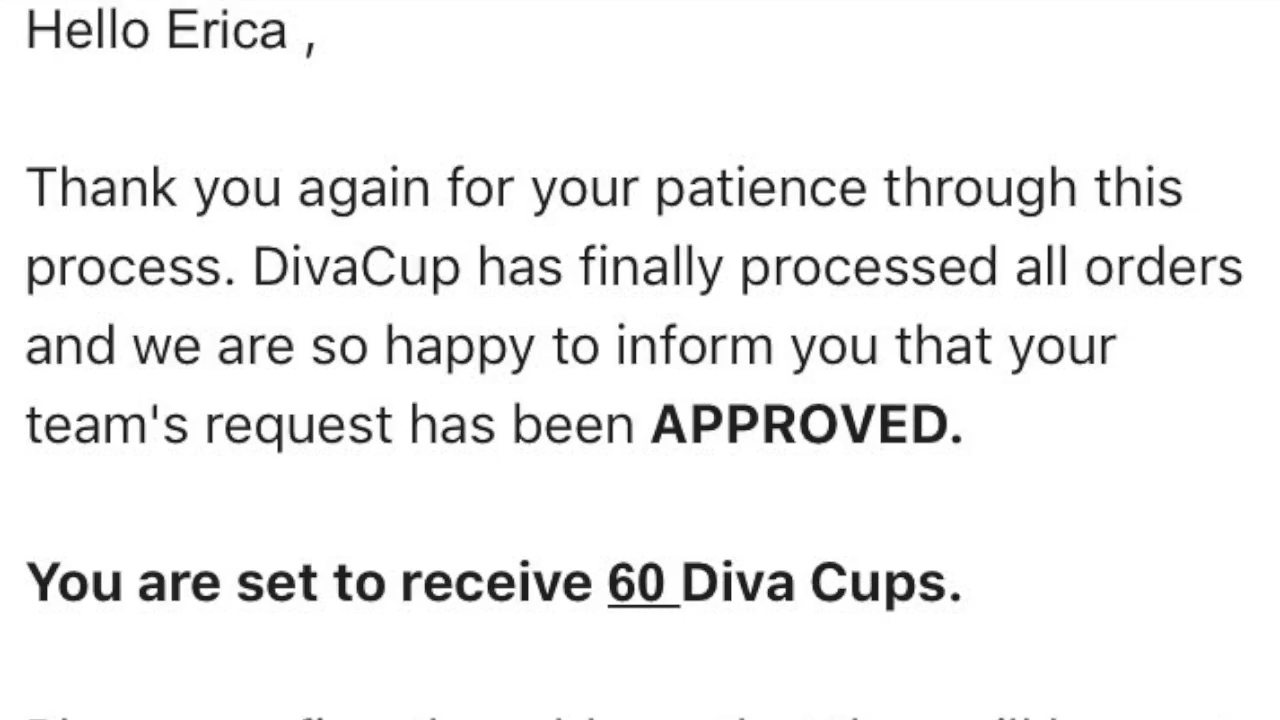 Hello Erica ,
Thank you again for your patience through this
process. DivaCup has finally processed all orders
and we are so happy to inform you that your
team's request has been APPROVED.
You are set to receive 60 Diva Cups.